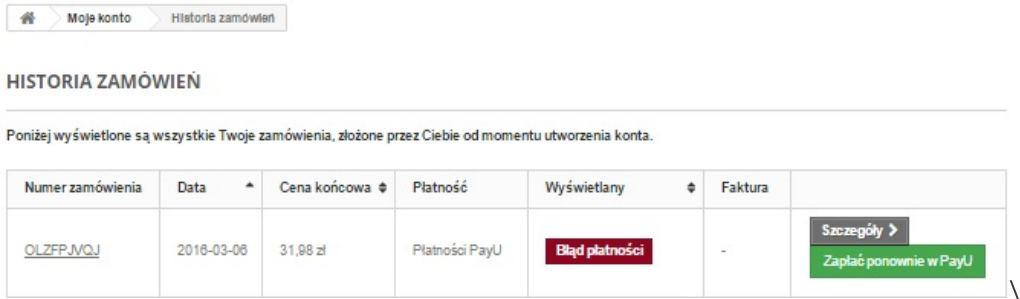 Moje konto Historia zamówień
HISTORIA ZAMÓWIEŃ
Poniżej wyświetlone są wszystkie Twoje zamówienia, złożone przez Ciebie od momentu utworzenia konta.
Numer zamówienia Data Cena końcowa Płatność Wyświetlany Faktura
OLZFPJVQJ 2016-03-06 31,98 zł Płatności PayU Błąd płatności - Szczegóły
Zapłać ponownie w PayU
\